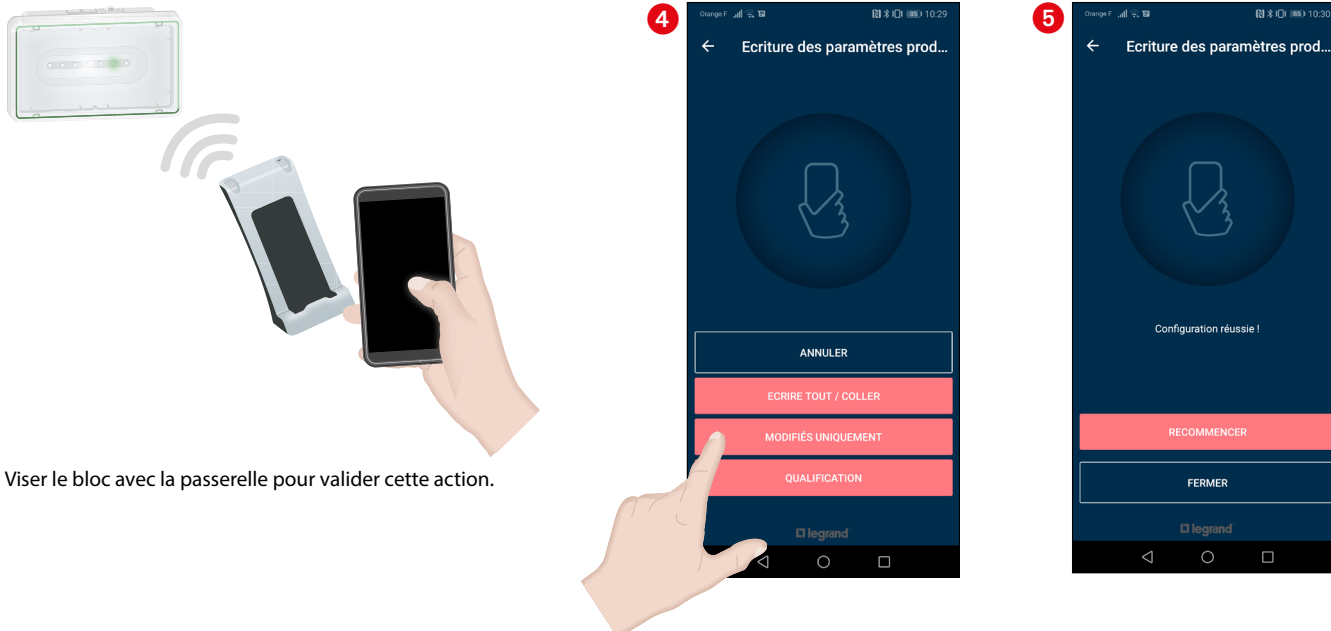 Viser le bloc avec la passerelle pour valider cette action.
4
Orange F 85 10:29
Ecriture des paramètres prod...
ANNULER
ECRIRE TOUT / COLLER
MODIFIÉS UNIQUEMENT
QUALIFICATION
legrand
5
Orange F 85 10:30
Ecriture des paramètres prod...
Configuration réussie !
RECOMMENCER
FERMER
legrand